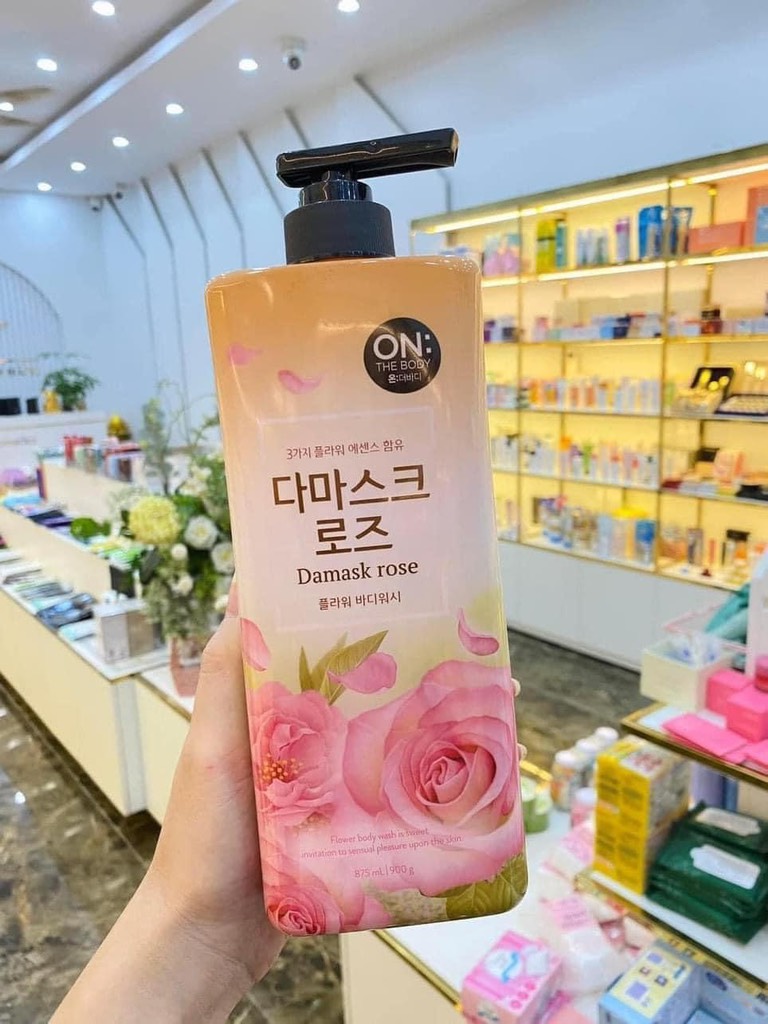 ON:
THE BODY
온:더바디
3가지 플라워 에센스 함유
다마스크
로즈
Damask rose
플라워 바디워시
Flower body wash is sweet
invitation to sensual pleasure upon the skin.
875 mL | 900 g